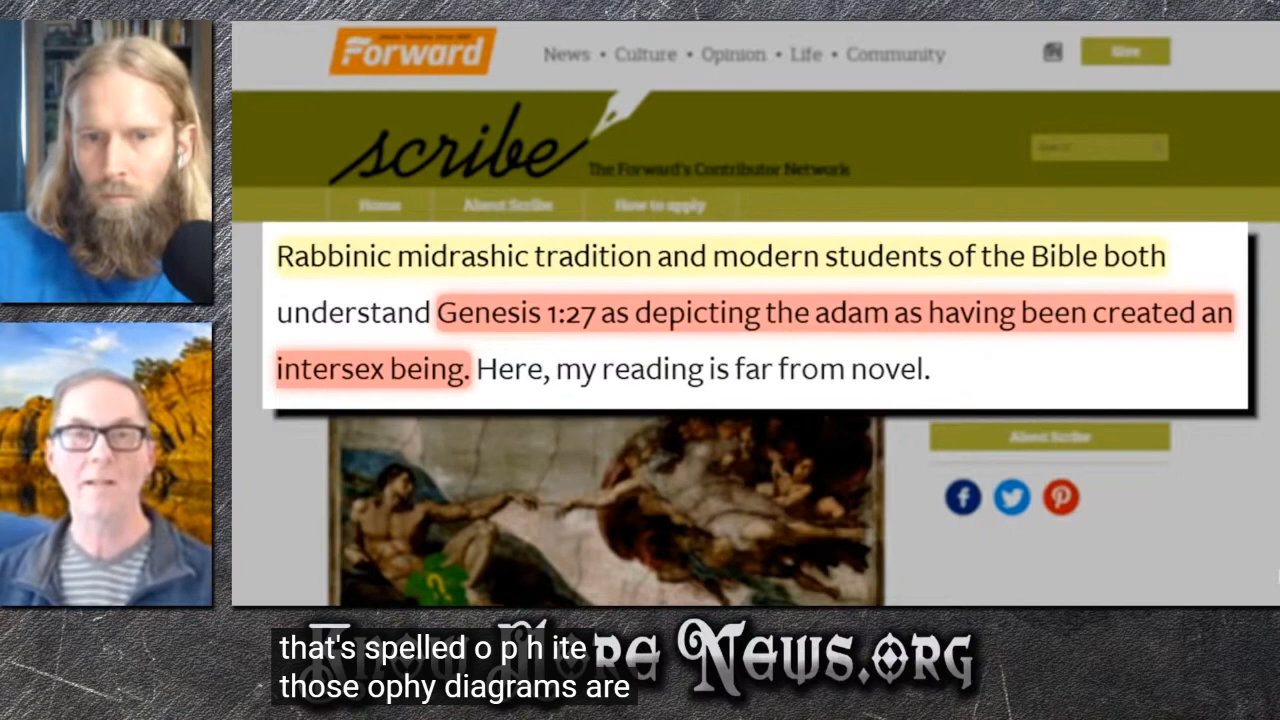 Forward
News • Culture • Opinion • Life • Community
Give
scribe
The Forward's Contributor Network
Home
About Scribe
How to apply
Rabbinic midrashic tradition and modern students of the Bible both
understand Genesis 1:27 as depicting the adam as having been created an
intersex being. Here, my reading is far from novel.
About Scribe
Know More News.org
that's spelled o p h ite
those ophy diagrams are